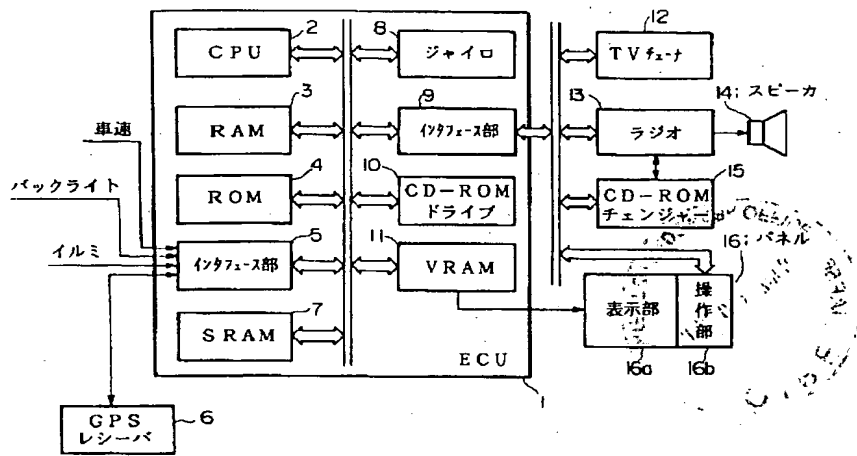 2
CPU
3
RAM
4
ROM
5
インタフェース部
7
SRAM
8
ジャイロ
9
インタフェース部
10
CD-ROM
ドライブ
11
VRAM
ECU
1
車速
バックライト
イルミ
GPS
レシーバ
6
12
TVチューナ
13
ラジオ
14;スピーカ
15
CD-ROM
チェンジャー
16;パネル
表示部
操作部
16a
16b